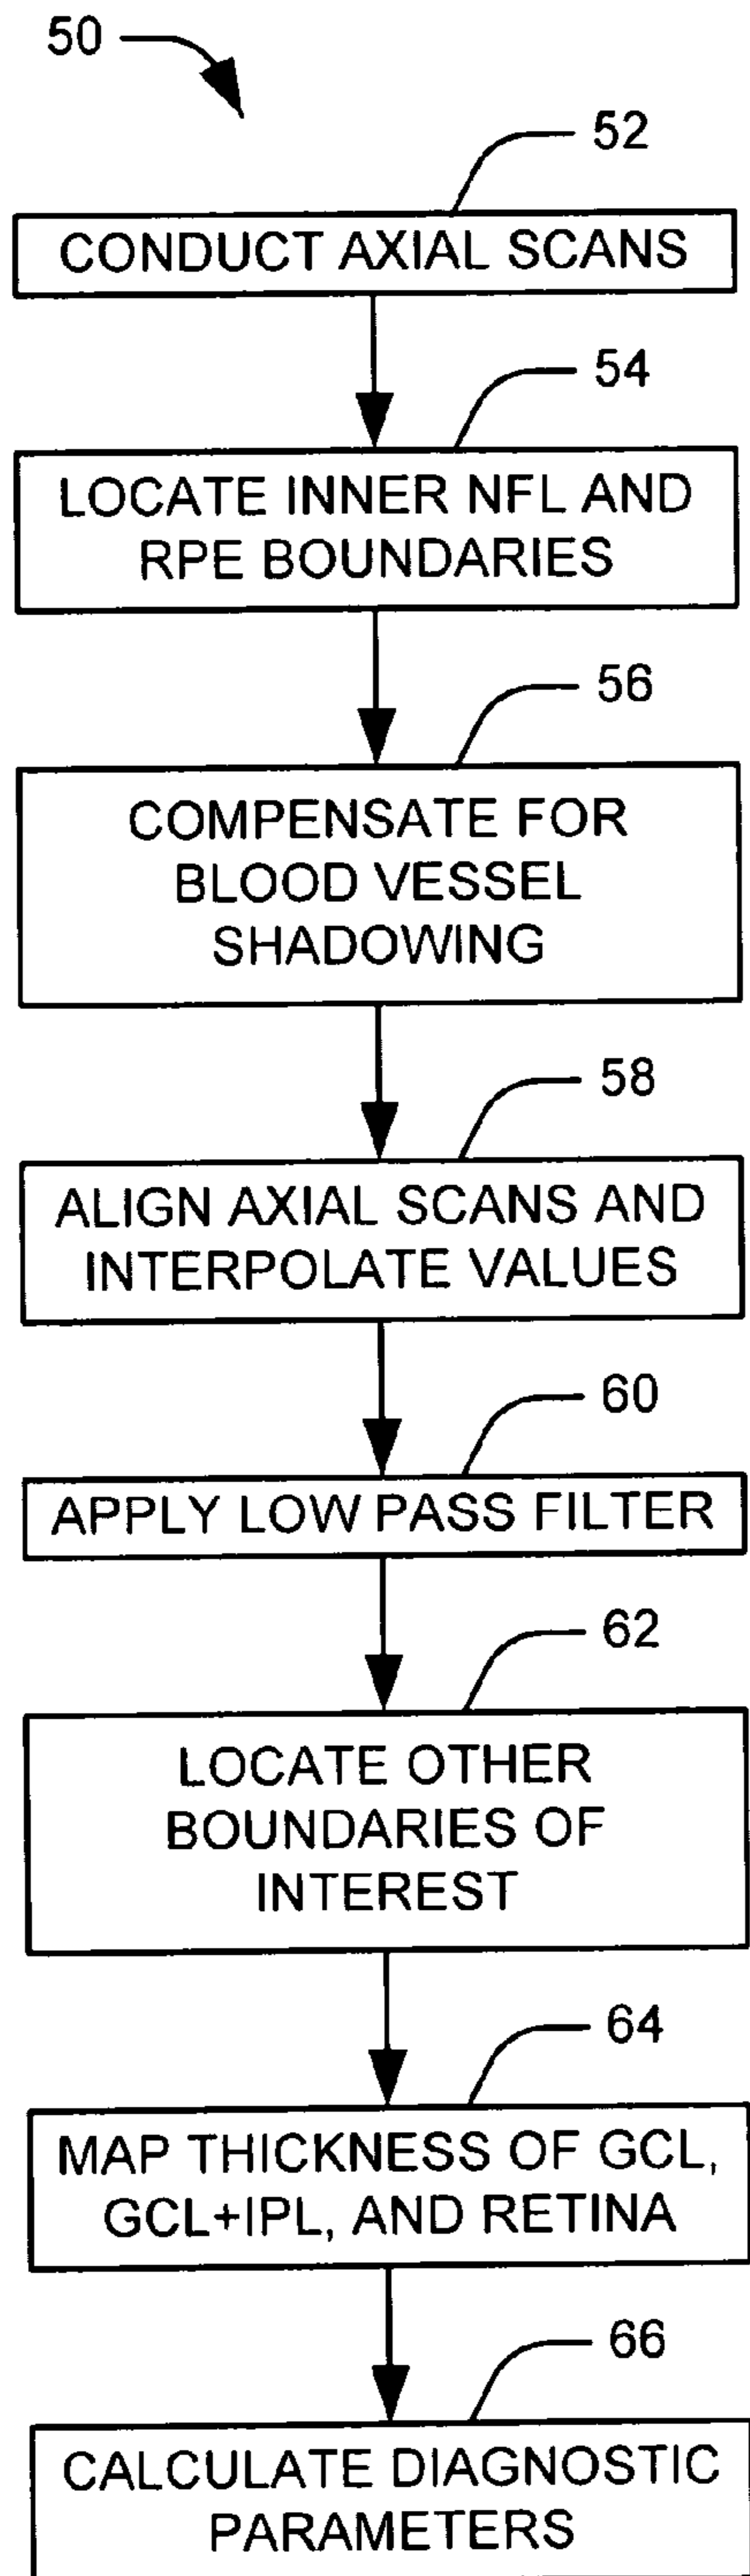 50
52
CONDUCT AXIAL SCANS
54
LOCATE INNER NFL AND
RPE BOUNDARIES
56
COMPENSATE FOR
BLOOD VESSEL
SHADOWING
58
ALIGN AXIAL SCANS AND
INTERPOLATE VALUES
60
APPLY LOW PASS FILTER
62
LOCATE OTHER
BOUNDARIES OF
INTEREST
64
MAP THICKNESS OF GCL,
GCL+IPL, AND RETINA
66
CALCULATE DIAGNOSTIC
PARAMETERS